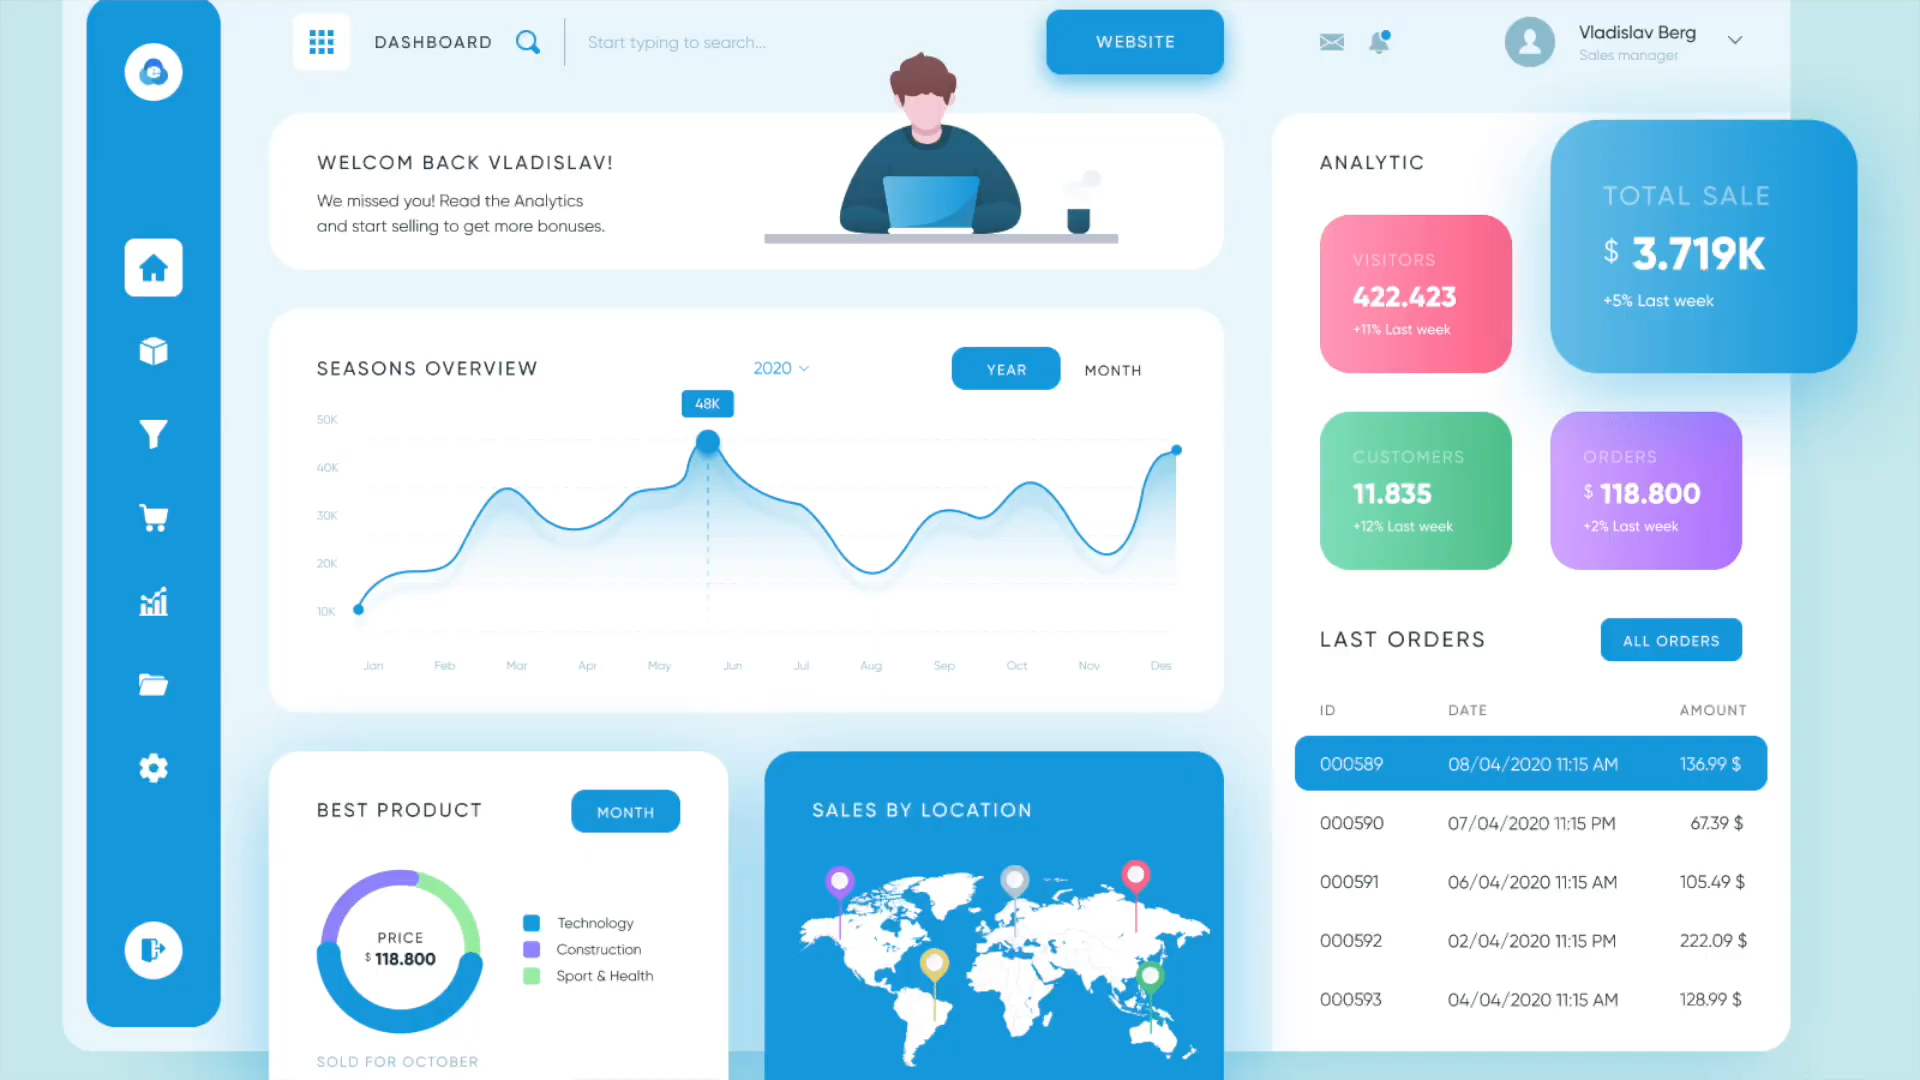 DASHBOARD
Start typing to search...
WEBSITE
Vladislav Berg
Sales manager
WELCOM BACK VLADISLAV!
We missed you! Read the Analytics
and start selling to get more bonuses.
SEASONS OVERVIEW
2020
YEAR
MONTH
48K
50K
40K
30K
20K
10K
Jan Feb Mar Apr May Jun Jul Aug Sep Oct Nov Des
BEST PRODUCT
MONTH
PRICE
$ 118.800
Technology
Construction
Sport & Health
SOLD FOR OCTOBER
SALES BY LOCATION
ANALYTIC
VISITORS
422.423
+11% Last week
TOTAL SALE
$ 3.719K
+5% Last week
CUSTOMERS
11.835
+12% Last week
ORDERS
$ 118.800
+2% Last week
LAST ORDERS
ALL ORDERS
ID DATE AMOUNT
000589 08/04/2020 11:15 AM 136.99 $
000590 07/04/2020 11:15 PM 67.39 $
000591 06/04/2020 11:15 AM 105.49 $
000592 02/04/2020 11:15 PM 222.09 $
000593 04/04/2020 11:15 AM 128.99 $